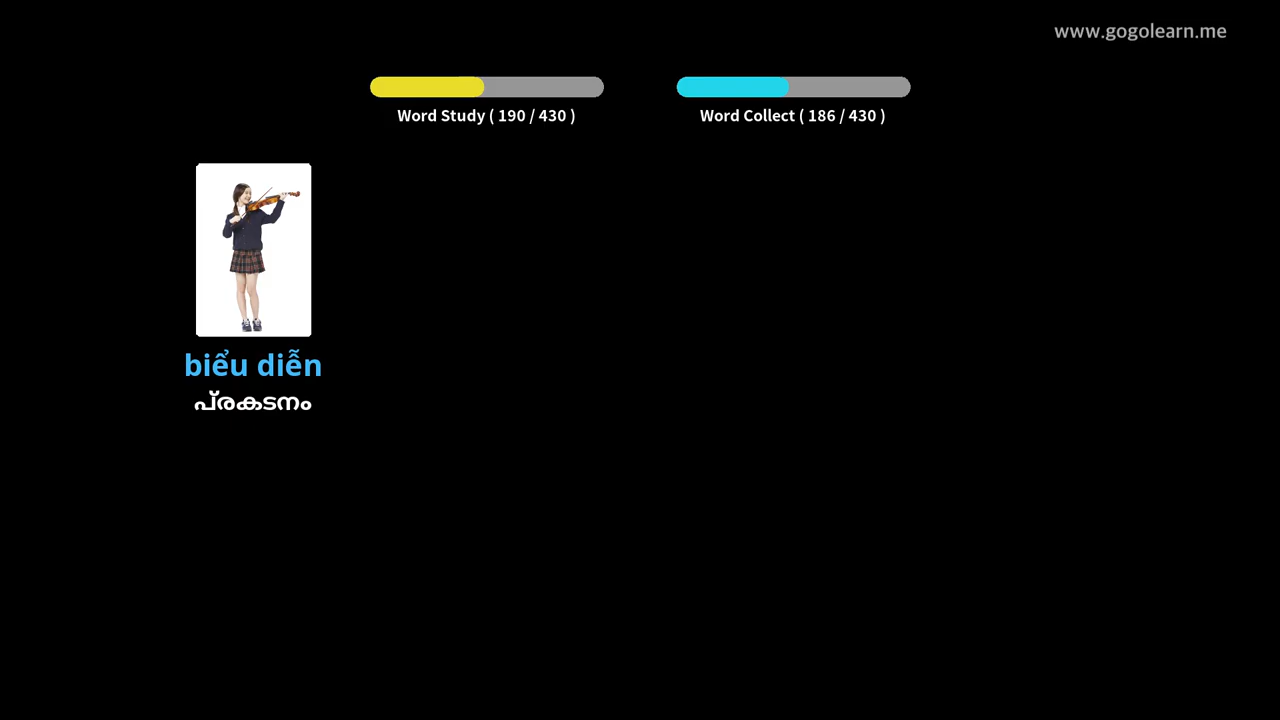 www.gogolearn.me
Word Study ( 190 / 430 )
Word Collect ( 186 / 430 )
biểu diễn
പ്രകടനം